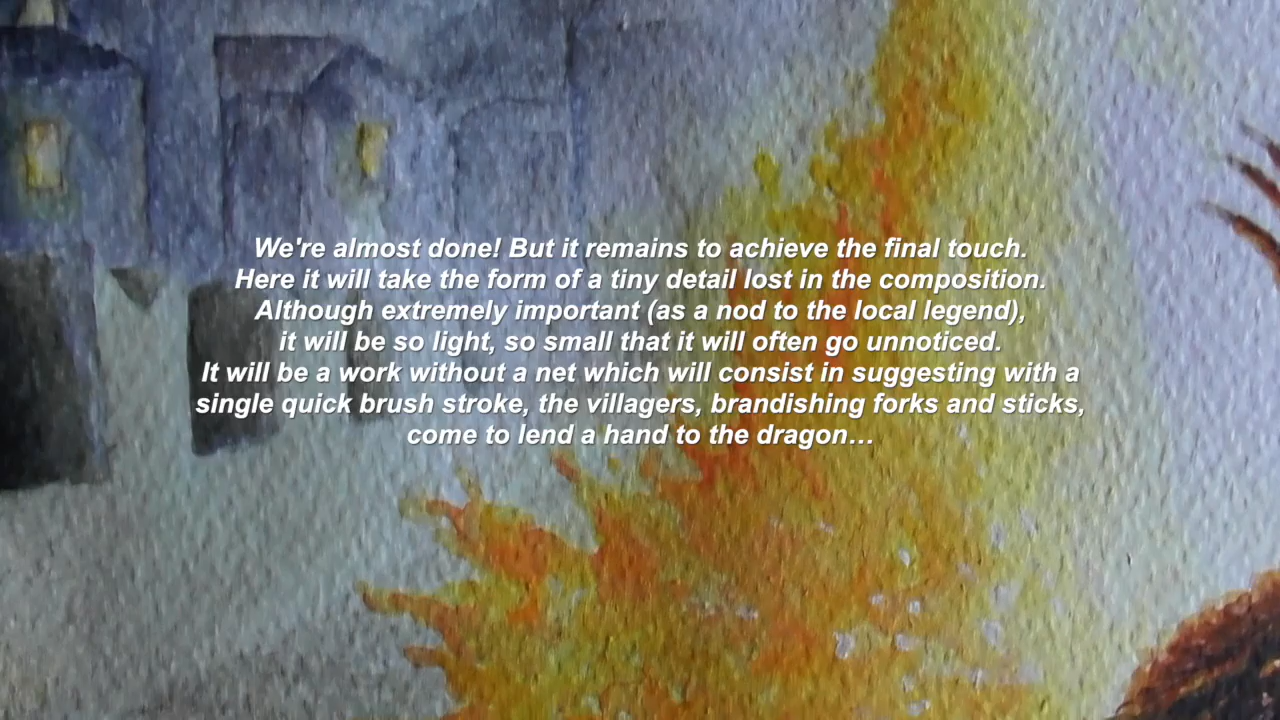 We're almost done! But it remains to achieve the final touch.
Here it will take the form of a tiny detail lost in the composition.
Although extremely important (as a nod to the local legend),
it will be so light, so small that it will often go unnoticed.
It will be a work without a net which will consist in suggesting with a
single quick brush stroke, the villagers, brandishing forks and sticks,
come to lend a hand to the dragon…